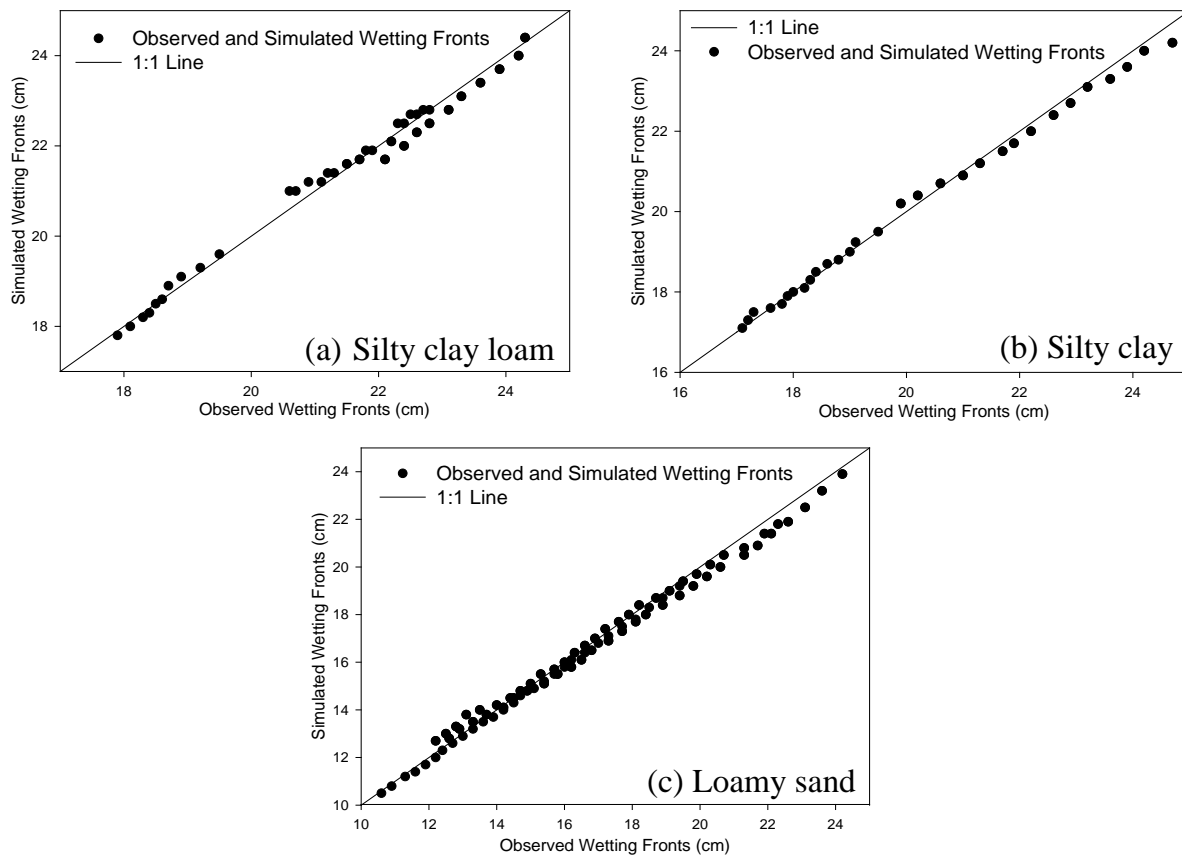 Observed and Simulated Wetting Fronts
1:1 Line
Simulated Wetting Fronts (cm)
24
22
20
18
(a) Silty clay loam
18 20 22 24
Observed Wetting Fronts (cm)
1:1 Line
Observed and Simulated Wetting Fronts
Simulated Wetting Fronts (cm)
24
22
20
18
16
(b) Silty clay
16 18 20 22 24
Observed Wetting Fronts (cm)
Observed and Simulated Wetting Fronts
1:1 Line
Simulated Wetting Fronts (cm)
24
22
20
18
16
14
12
10
(c) Loamy sand
10 12 14 16 18 20 22 24
Observed Wetting Fronts (cm)